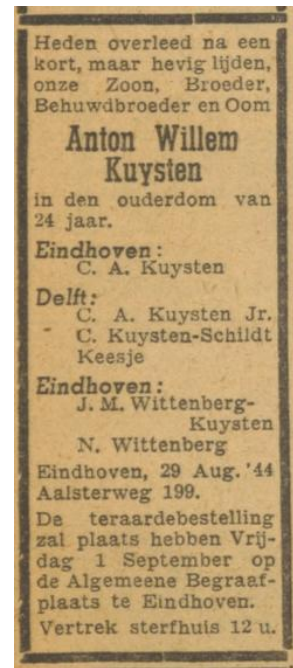 Heden overleed na een
kort, maar hevig lijden,
onze Zoon, Broeder,
Behuwdbroeder en Oom
Anton Willem
Kuysten
in den ouderdom van
24 jaar.
Eindhoven:
C. A. Kuysten
Delft:
C. A. Kuysten Jr.
C. Kuysten-Schildt
Keesje
Eindhoven:
J. M. Wittenberg-
Kuysten
N. Wittenberg
Eindhoven, 29 Aug. '44
Aalsterweg 199.
De teraardebestelling
zal plaats hebben Vrij-
dag 1 September op
de Algemeene Begraaf-
plaats te Eindhoven.
Vertrek sterfhuis 12 u.